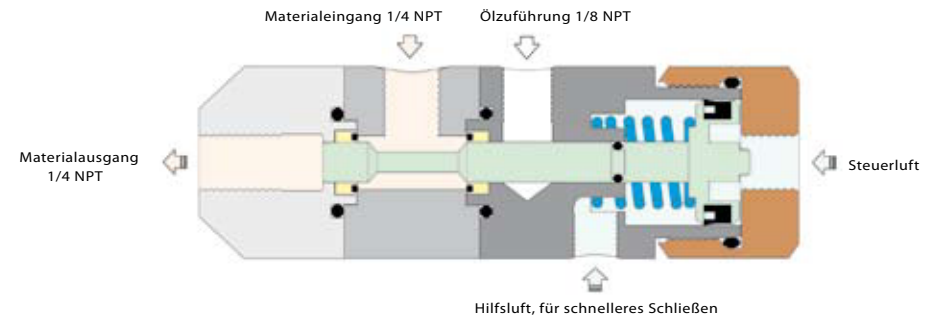 Materialeingang 1/4 NPT
Ölzuführung 1/8 NPT
Materialausgang
1/4 NPT
Steuerluft
Hilfsluft, für schnelleres Schließen